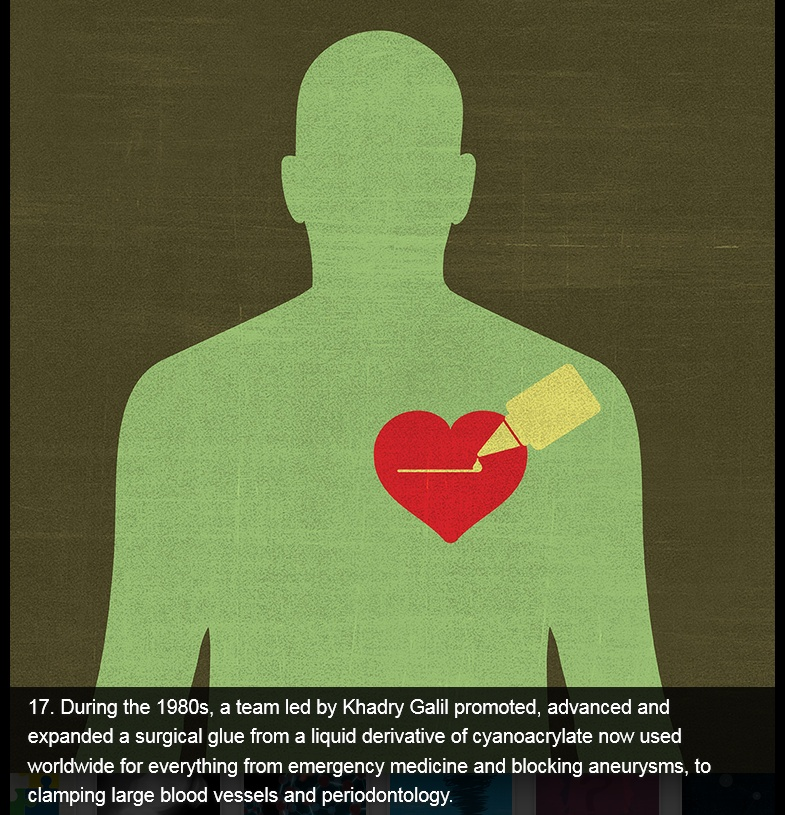 17. During the 1980s, a team led by Khadry Galil promoted, advanced and
expanded a surgical glue from a liquid derivative of cyanoacrylate now used
worldwide for everything from emergency medicine and blocking aneurysms, to
clamping large blood vessels and periodontology.